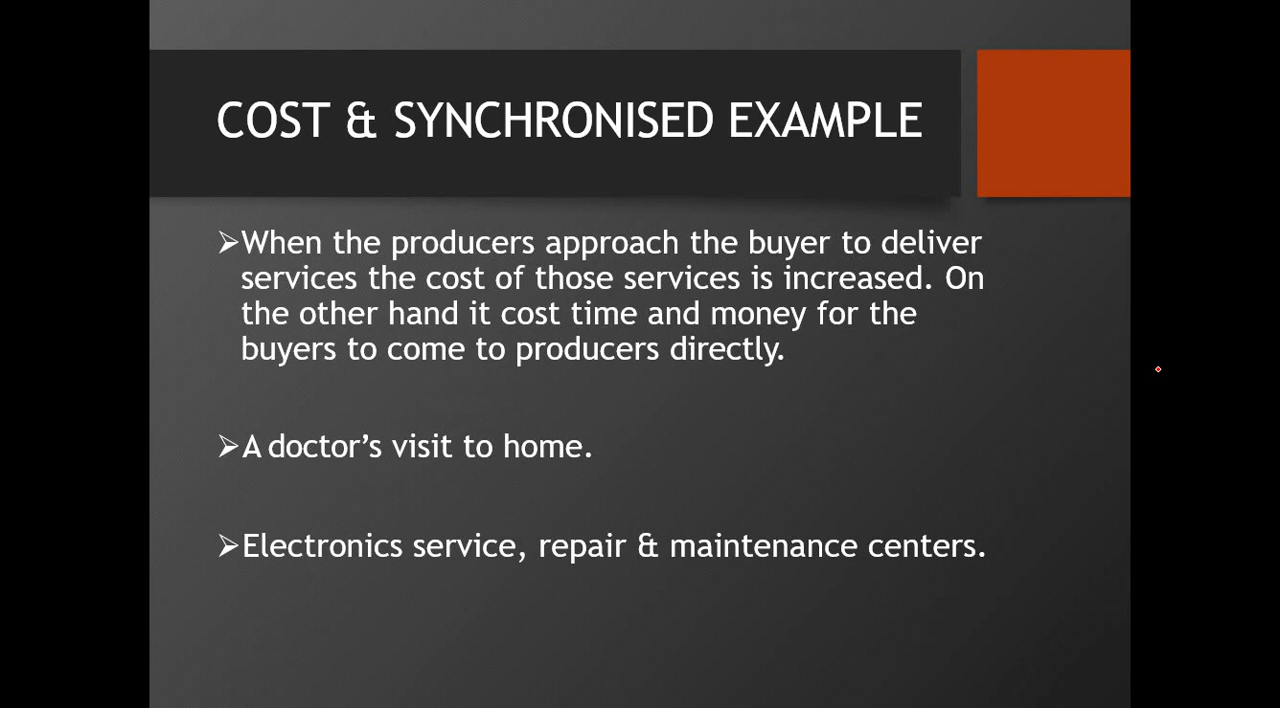 COST & SYNCHRONISED EXAMPLE
➢When the producers approach the buyer to deliver
services the cost of those services is increased. On
the other hand it cost time and money for the
buyers to come to producers directly.
➢A doctor’s visit to home.
➢Electronics service, repair & maintenance centers.